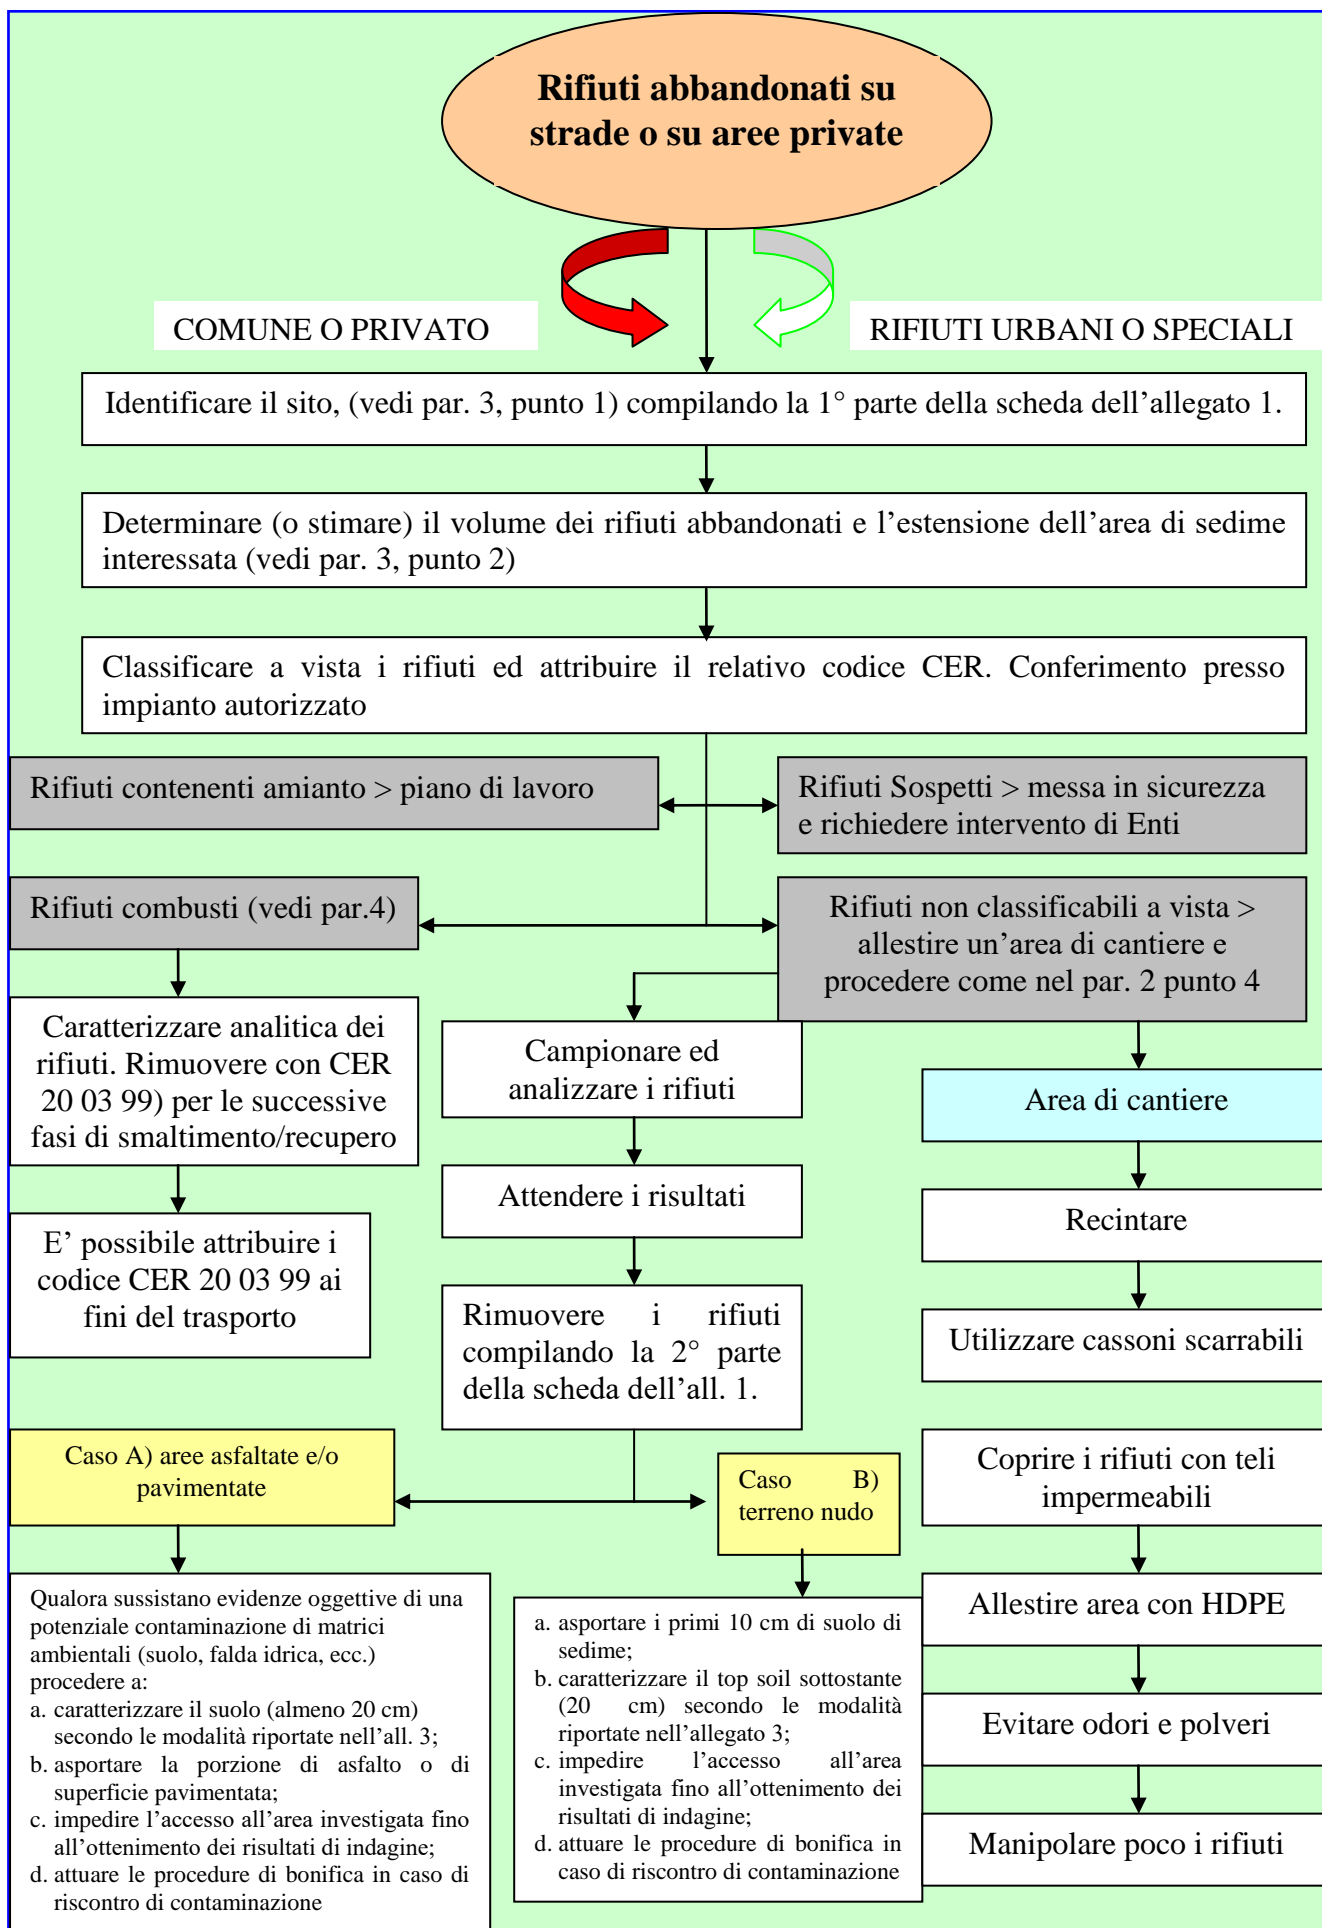 Rifiuti abbandonati su
strade o su aree private
COMUNE O PRIVATO
RIFIUTI URBANI O SPECIALI
Identificare il sito, (vedi par. 3, punto 1) compilando la 1° parte della scheda dell’allegato 1.
Determinare (o stimare) il volume dei rifiuti abbandonati e l’estensione dell’area di sedime
interessata (vedi par. 3, punto 2)
Classificare a vista i rifiuti ed attribuire il relativo codice CER. Conferimento presso
impianto autorizzato
Rifiuti contenenti amianto > piano di lavoro
Rifiuti Sospetti > messa in sicurezza
e richiedere intervento di Enti
Rifiuti combusti (vedi par.4)
Rifiuti non classificabili a vista >
allestire un’area di cantiere e
procedere come nel par. 2 punto 4
Caratterizzare analitica dei
rifiuti. Rimuovere con CER
20 03 99) per le successive
fasi di smaltimento/recupero
E’ possibile attribuire i
codice CER 20 03 99 ai
fini del trasporto
Campionare ed
analizzare i rifiuti
Attendere i risultati
Rimuovere i rifiuti
compilando la 2° parte
della scheda dell’all. 1.
Area di cantiere
Recintare
Utilizzare cassoni scarrabili
Coprire i rifiuti con teli
impermeabili
Allestire area con HDPE
Evitare odori e polveri
Manipolare poco i rifiuti
Caso A) aree asfaltate e/o
pavimentate
Caso B)
terreno nudo
Qualora sussistano evidenze oggettive di una
potenziale contaminazione di matrici
ambientali (suolo, falda idrica, ecc.)
procedere a:
a. caratterizzare il suolo (almeno 20 cm)
secondo le modalità riportate nell’all. 3;
b. asportare la porzione di asfalto o di
superficie pavimentata;
c. impedire l’accesso all’area investigata fino
all’ottenimento dei risultati di indagine;
d. attuare le procedure di bonifica in caso di
riscontro di contaminazione
a. asportare i primi 10 cm di suolo di
sedime;
b. caratterizzare il top soil sottostante
(20 cm) secondo le modalità
riportate nell’allegato 3;
c. impedire l’accesso all’area
investigata fino all’ottenimento dei
risultati di indagine;
d. attuare le procedure di bonifica in
caso di riscontro di contaminazione